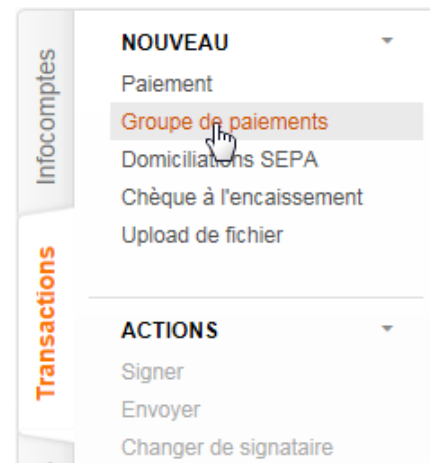 Infocomptes
Transactions
NOUVEAU
Paiement
Groupe de paiements
Domiciliations SEPA
Chèque à l'encaissement
Upload de fichier
ACTIONS
Signer
Envoyer
Changer de signataire